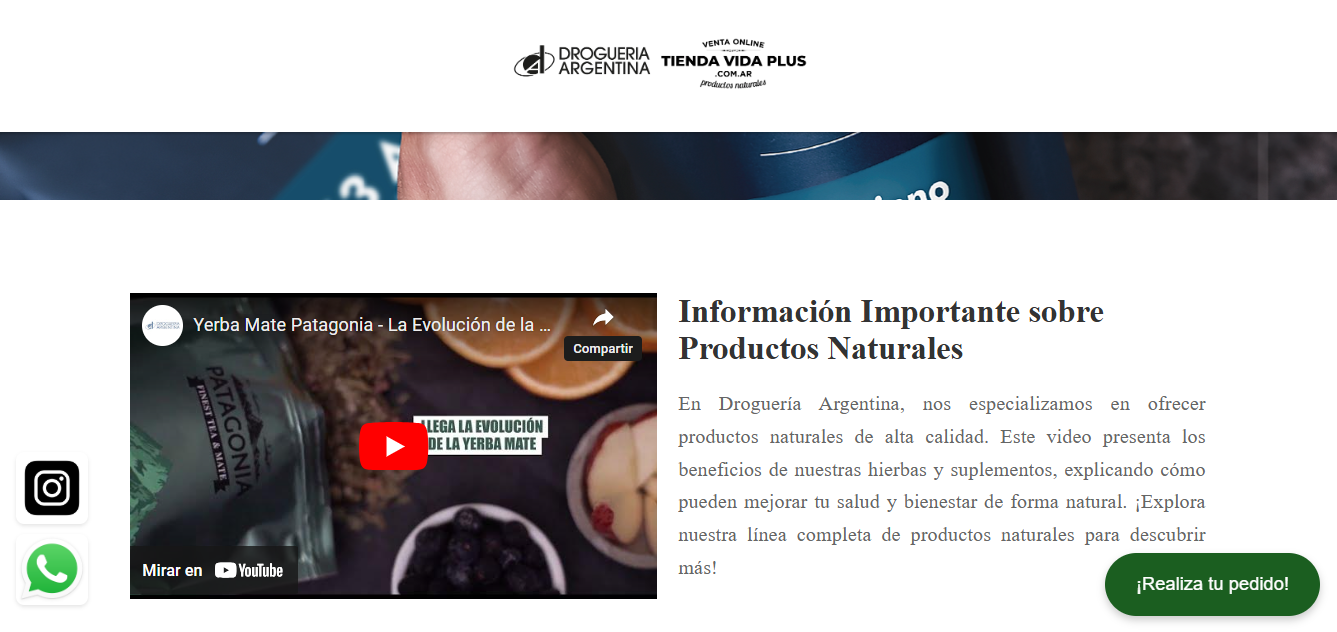 DROGUERIA
ARGENTINA
VENTA ONLINE
TIENDA VIDA PLUS
.COM.AR
productos naturales
3 A
Yerba Mate Patagonia - La Evolución de la ...
Compartir
PATAGONIA
FINEST TEA & MATE
LLEGA LA EVOLUCIÓN
DE LA YERBA MATE
Mirar en YouTube
Información Importante sobre
Productos Naturales
En Droguería Argentina, nos especializamos en ofrecer
productos naturales de alta calidad. Este video presenta los
beneficios de nuestras hierbas y suplementos, explicando cómo
pueden mejorar tu salud y bienestar de forma natural. ¡Explora
nuestra línea completa de productos naturales para descubrir
más!
¡Realiza tu pedido!